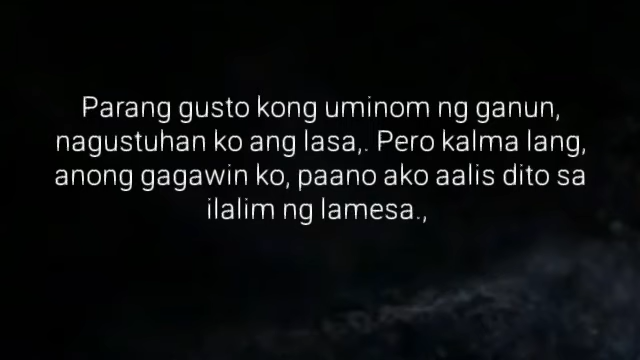 Parang gusto kong uminom ng ganun,
nagustuhan ko ang lasa,. Pero kalma lang,
anong gagawin ko, paano ako aalis dito sa
ilalim ng lamesa.,